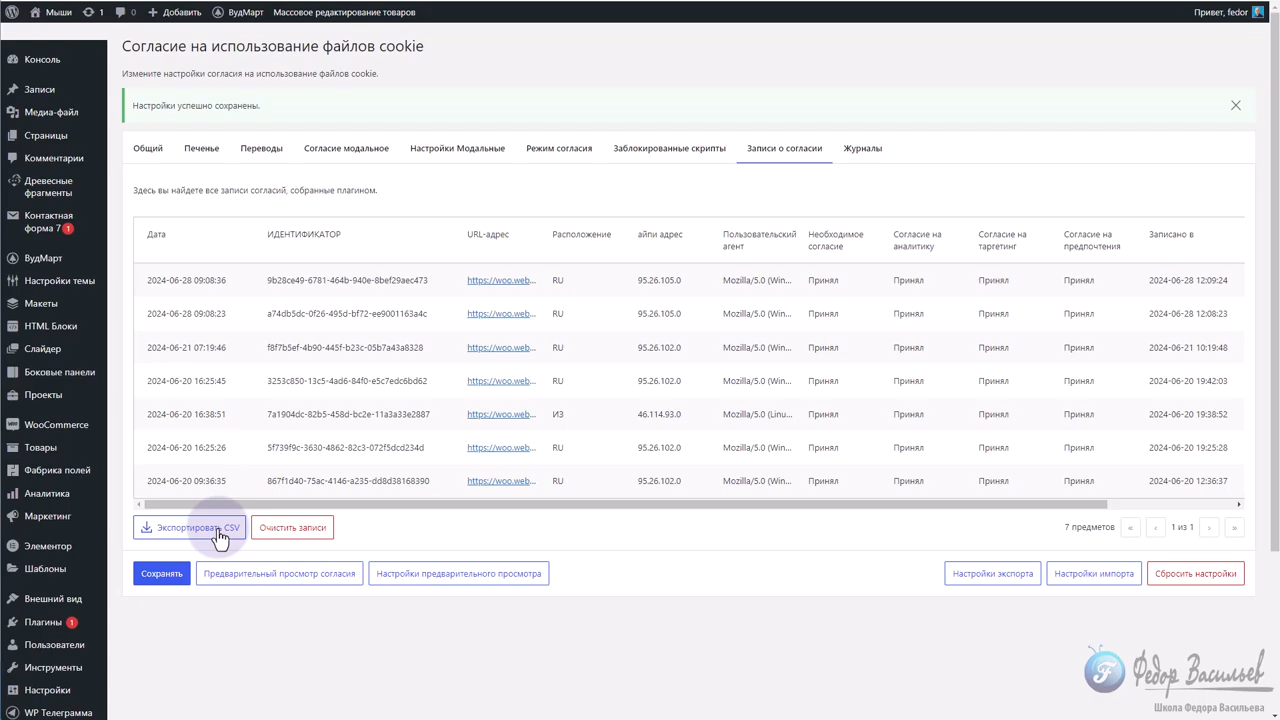 Мыши 1 0 Добавить ВудМарт Массовое редактирование товаров Привет, fedor
Консоль
Записи
Медиа-файл
Страницы
Комментарии
Древесные
фрагменты
Контактная
форма 7 1
ВудМарт
Настройки темы
Макеты
HTML Блоки
Слайдер
Боковые панели
Проекты
WooCommerce
Товары
Фабрика полей
Аналитика
Маркетинг
Элементор
Шаблоны
Внешний вид
Плагины 1
Пользователи
Инструменты
Настройки
WP Телеграмма
Согласие на использование файлов cookie
Измените настройки согласия на использование файлов cookie.
Настройки успешно сохранены.
Общий Печенье Переводы Согласие модальное Настройки Модальные Режим согласия Заблокированные скрипты Записи о согласии Журналы
Здесь вы найдете все записи согласий, собранные плагином.
Дата ИДЕНТИФИКАТОР URL-адрес Расположение айпи адрес Пользовательский Необходимое Согласие на Согласие на Согласие на Записано в
агент согласие аналитику таргетинг предпочтения
2024-06-28 09:08:36 9b28ce49-6781-464b-940e-8bef29aec473 https://woo.web... RU 95.26.105.0 Mozilla/5.0 (Win... Принял Принял Принял Принял 2024-06-28 12:09:24
2024-06-28 09:08:23 a74db5dc-0f26-495d-bf72-ee9001163a4c https://woo.web... RU 95.26.105.0 Mozilla/5.0 (Win... Принял Принял Принял Принял 2024-06-28 12:08:23
2024-06-21 07:19:46 f8f7b5ef-4b90-445f-b23c-05b7a43a8328 https://woo.web... RU 95.26.102.0 Mozilla/5.0 (Win... Принял Принял Принял Принял 2024-06-21 10:19:48
2024-06-20 16:25:45 3253c850-13c5-4ad6-84f0-e5c7edc6bd62 https://woo.web... RU 95.26.102.0 Mozilla/5.0 (Win... Принял Принял Принял Принял 2024-06-20 19:42:03
2024-06-20 16:38:51 7a1904dc-82b5-458d-bc2e-11a3a33e2887 https://woo.web... ИЗ 46.114.93.0 Mozilla/5.0 (Linu... Принял Принял Принял Принял 2024-06-20 19:38:52
2024-06-20 16:25:26 5f739f9c-3630-4862-82c3-072f5dcd234d https://woo.web... RU 95.26.102.0 Mozilla/5.0 (Win... Принял Принял Принял Принял 2024-06-20 19:25:28
2024-06-20 09:36:35 867f1d40-75ac-4146-a235-dd8d38168390 https://woo.web... RU 95.26.102.0 Mozilla/5.0 (Win... Принял Принял Принял Принял 2024-06-20 12:36:37
Экспортировать CSV Очистить записи 7 предметов « ‹ 1 из 1 › »
Сохранять Предварительный просмотр согласия Настройки предварительного просмотра Настройки экспорта Настройки импорта Сбросить настройки
Федор Васильев
Школа Федора Васильева